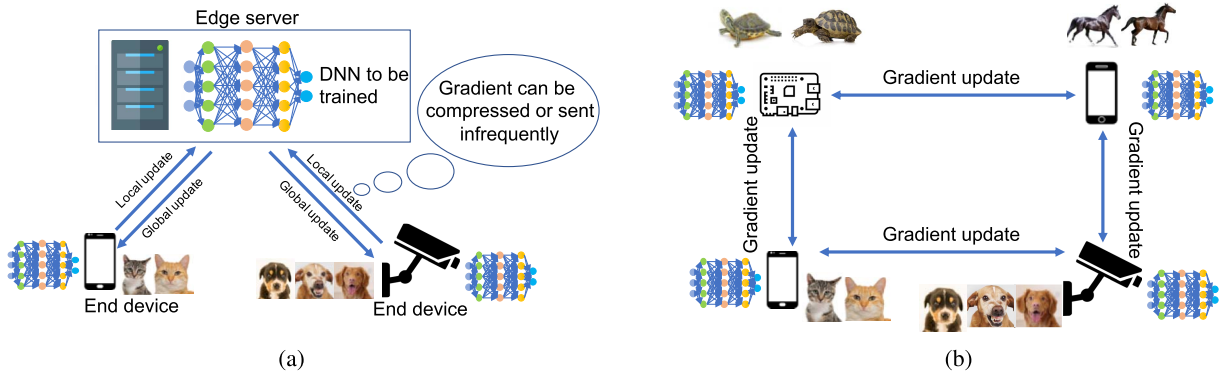 Edge server
DNN to be
trained
Gradient can be
compressed or sent
infrequently
Local update
Global update
Local update
Global update
End device
End device
(a)
Gradient update
Gradient update
Gradient update
Gradient update
(b)